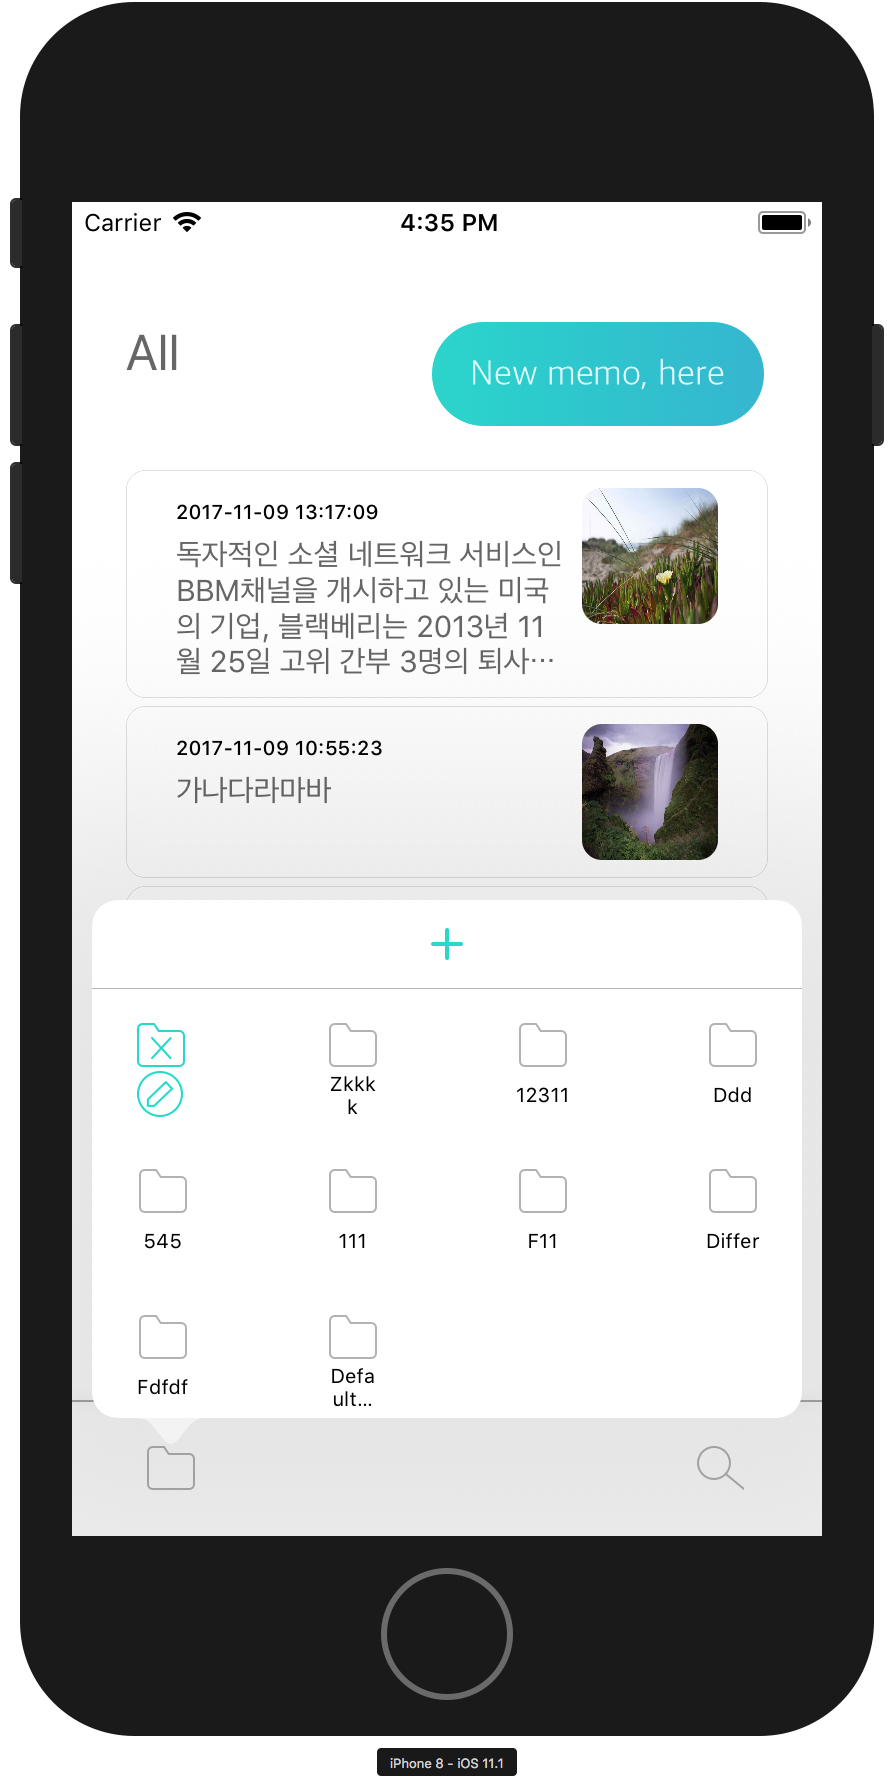 Carrier 4:35 PM
All
New memo, here
2017-11-09 13:17:09
독자적인 소셜 네트워크 서비스인
BBM채널을 개시하고 있는 미국
의 기업, 블랙베리는 2013년 11
월 25일 고위 간부 3명의 퇴사…
2017-11-09 10:55:23
가나다라마바
Zkkk
k
12311
Ddd
545
111
F11
Differ
Fdfdf
Defa
ult...
iPhone 8 - iOS 11.1